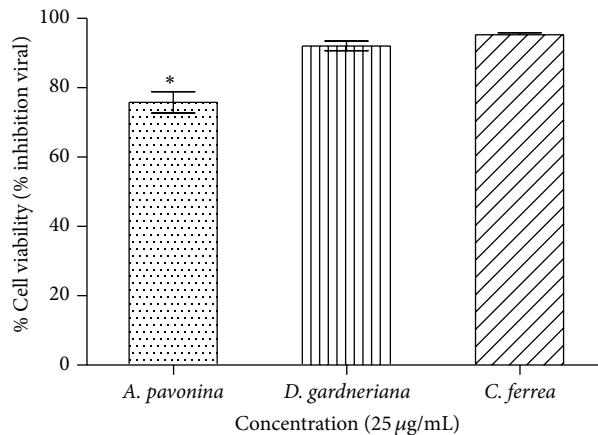 100
80
60
40
20
0
% Cell viability (% inhibition viral)
*
A. pavonina
D. gardneriana
C. ferrea
Concentration (25 µg/mL)